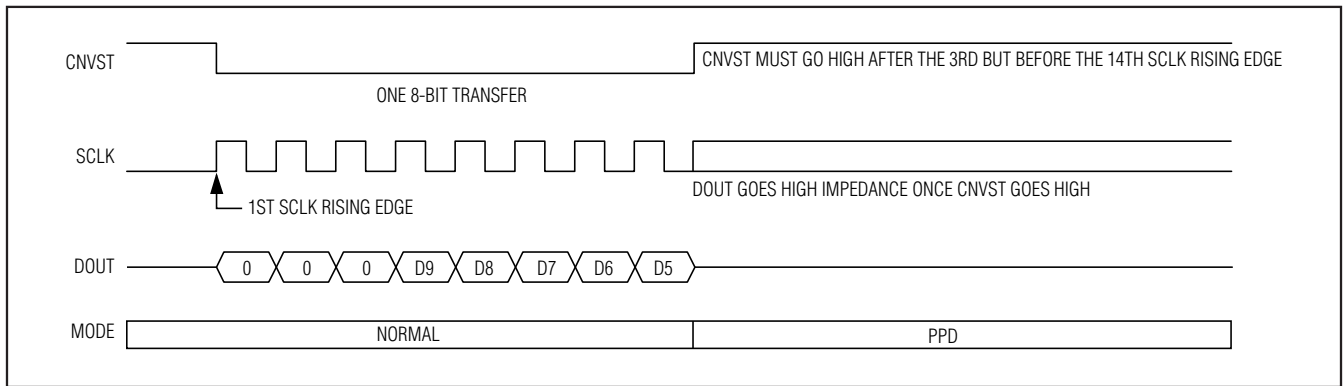 CNVST
CNVST MUST GO HIGH AFTER THE 3RD BUT BEFORE THE 14TH SCLK RISING EDGE
ONE 8-BIT TRANSFER
SCLK
DOUT GOES HIGH IMPEDANCE ONCE CNVST GOES HIGH
1ST SCLK RISING EDGE
DOUT
0 0 0 D9 D8 D7 D6 D5
MODE
NORMAL
PPD